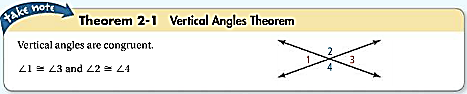 take note
Theorem 2-1 Vertical Angles Theorem
Vertical angles are congruent.
∠1 ≅ ∠3 and ∠2 ≅ ∠4
2
1 3
4